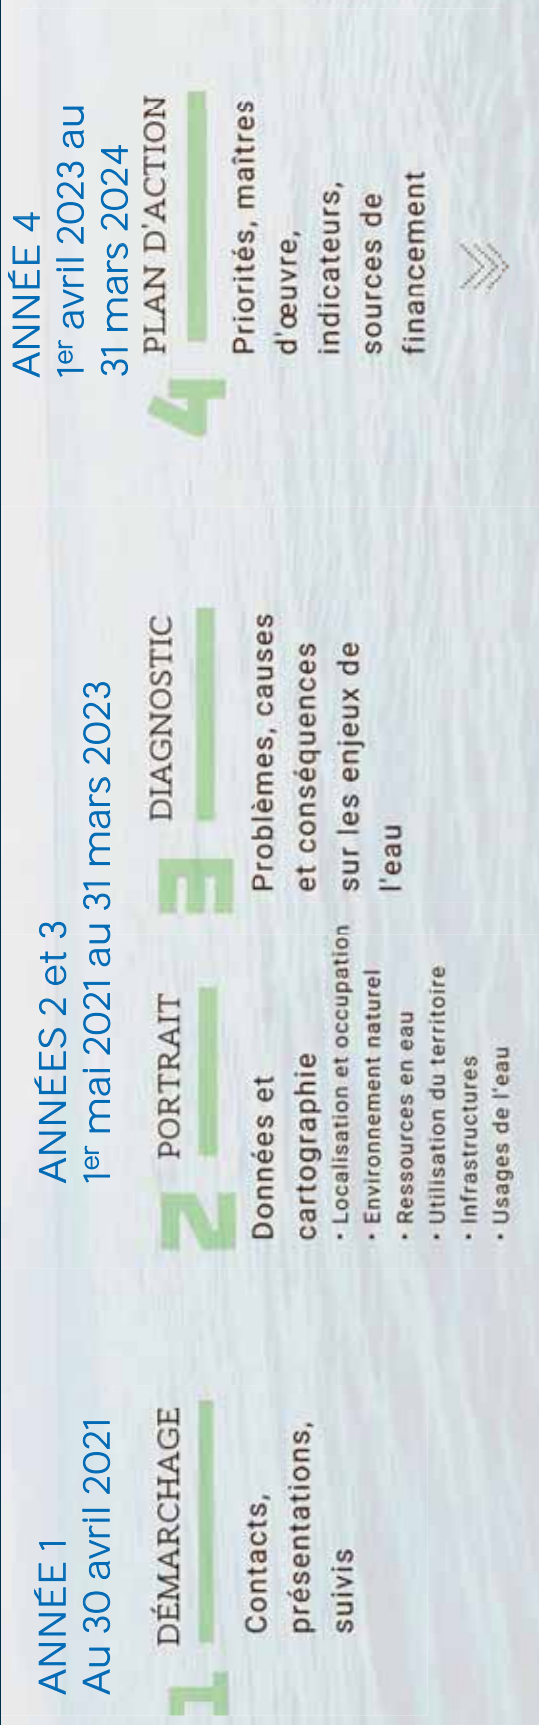 ANNÉE 1
Au 30 avril 2021
1 DÉMARCHAGE
Contacts,
présentations,
suivis
ANNÉES 2 et 3
1er mai 2021 au 31 mars 2023
2 PORTRAIT
Données et
cartographie
· Localisation et occupation
· Environnement naturel
· Ressources en eau
· Utilisation du territoire
· Infrastructures
· Usages de l'eau
3 DIAGNOSTIC
Problèmes, causes
et conséquences
sur les enjeux de
l'eau
ANNÉE 4
1er avril 2023 au
31 mars 2024
4 PLAN D'ACTION
Priorités, maîtres
d'œuvre,
indicateurs,
sources de
financement